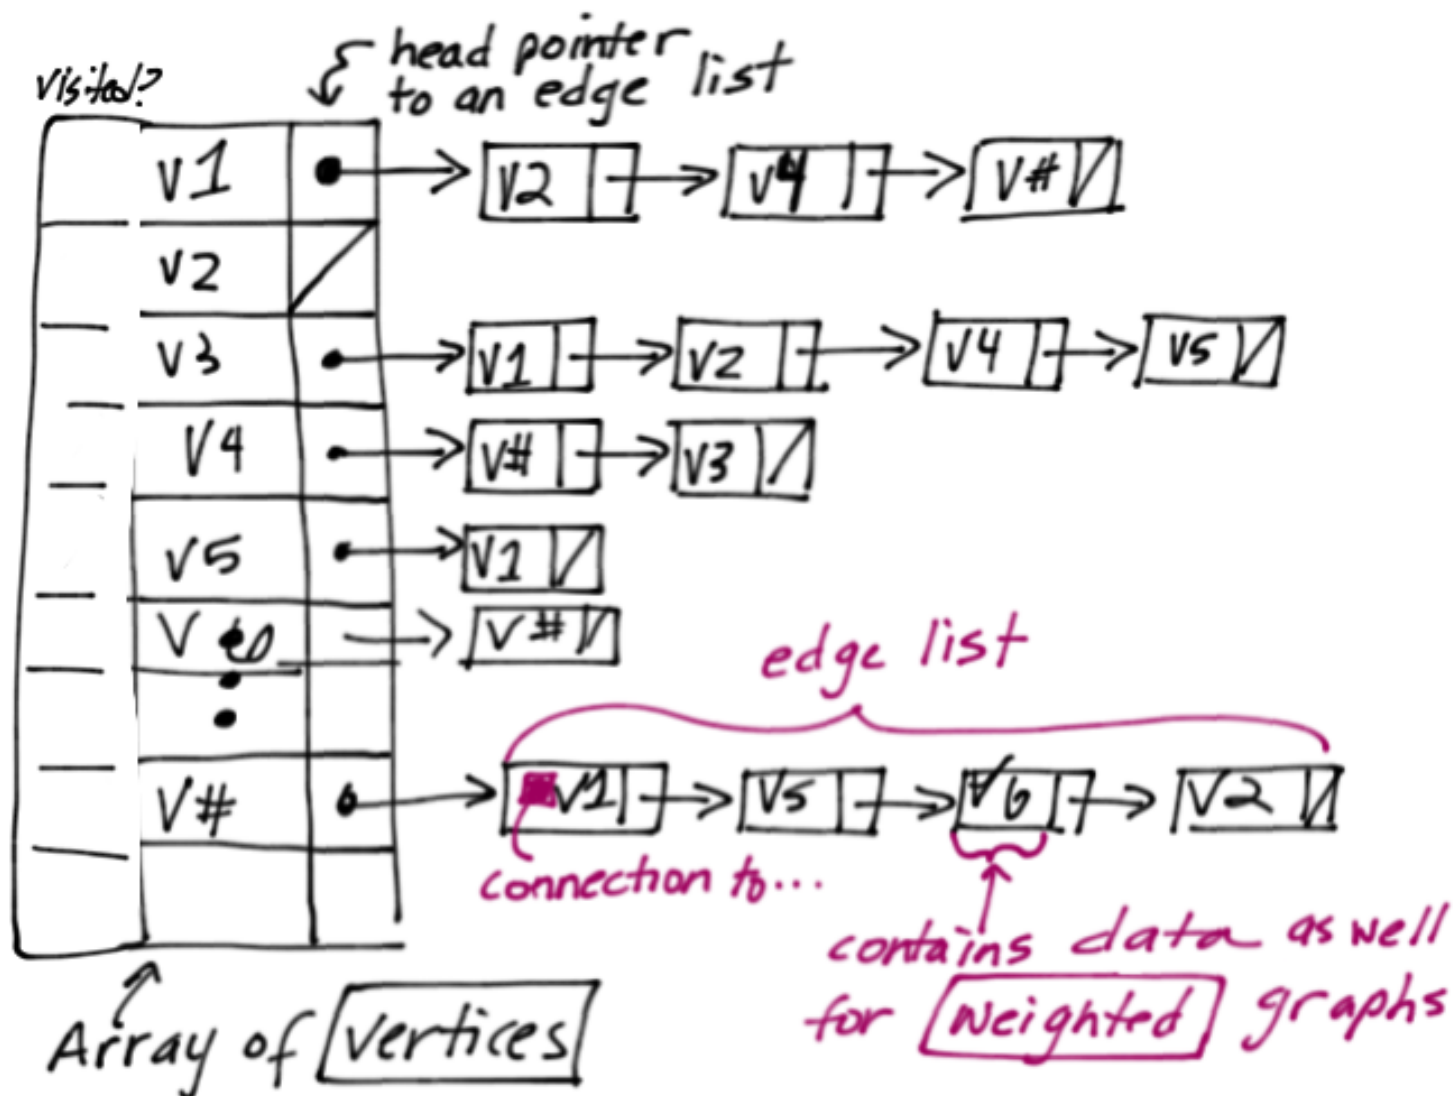 head pointer
visited? to an edge list
v1 v2 v4 v#
v2
v3 v1 v2 v4 v5
v4 v# v3
v5 v1
v v#
edge list
v# v1 v5 v6 v2
connection to...
contains data as well
for weighted graphs
Array of vertices